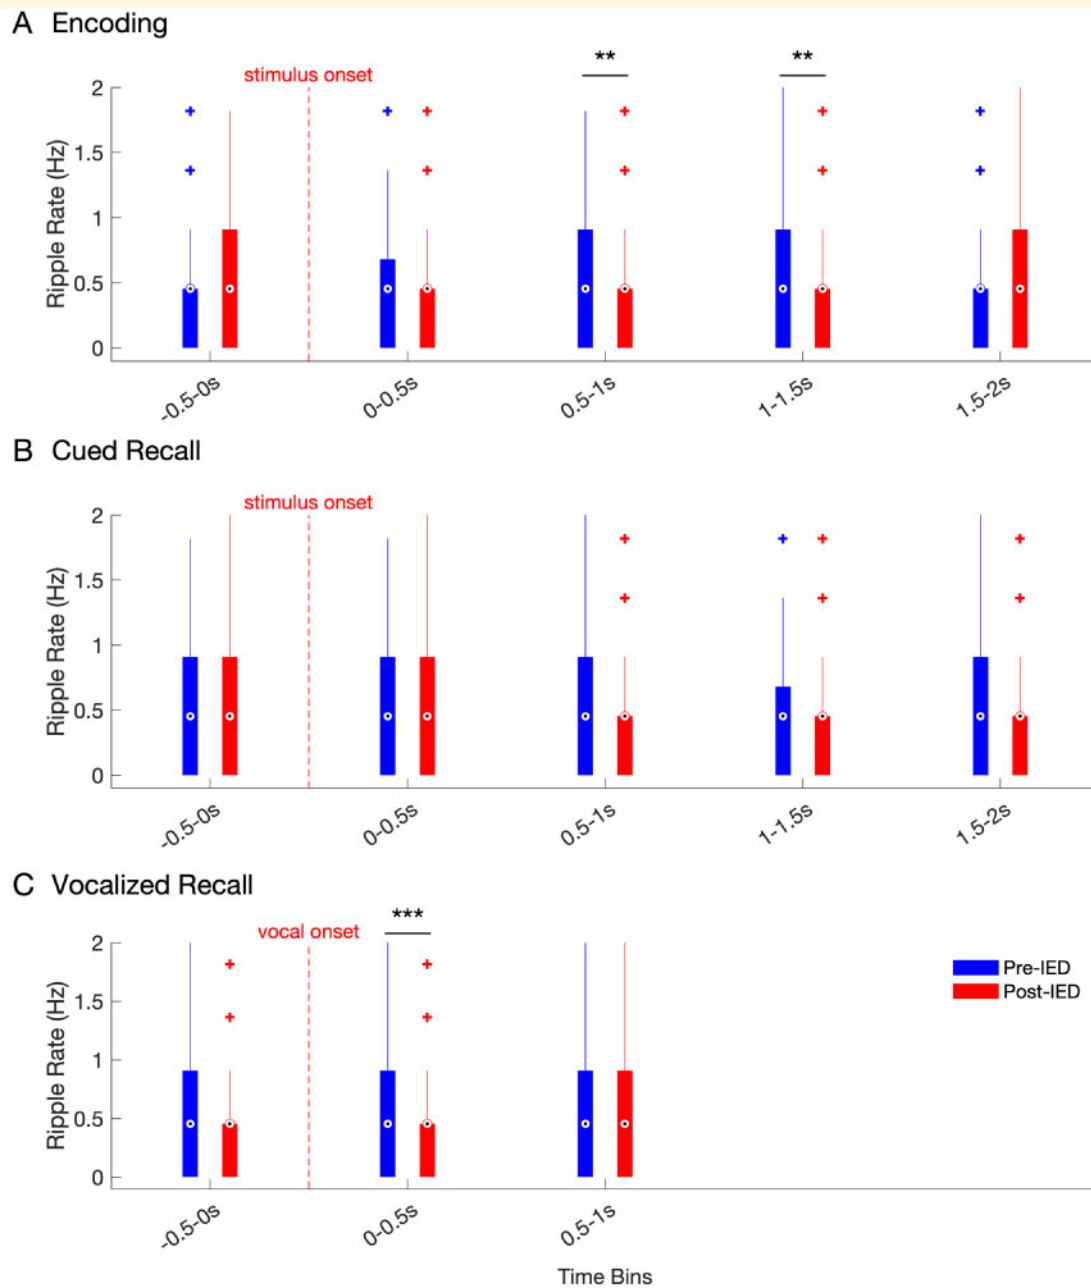 A Encoding
** **
stimulus onset
2
1.5
1
0.5
0
Ripple Rate (Hz)
-0.5-0s 0-0.5s 0.5-1s 1-1.5s 1.5-2s
B Cued Recall
stimulus onset
2
1.5
1
0.5
0
Ripple Rate (Hz)
-0.5-0s 0-0.5s 0.5-1s 1-1.5s 1.5-2s
C Vocalized Recall
***
vocal onset
2
1.5
1
0.5
0
Ripple Rate (Hz)
Pre-IED
Post-IED
-0.5-0s 0-0.5s 0.5-1s
Time Bins